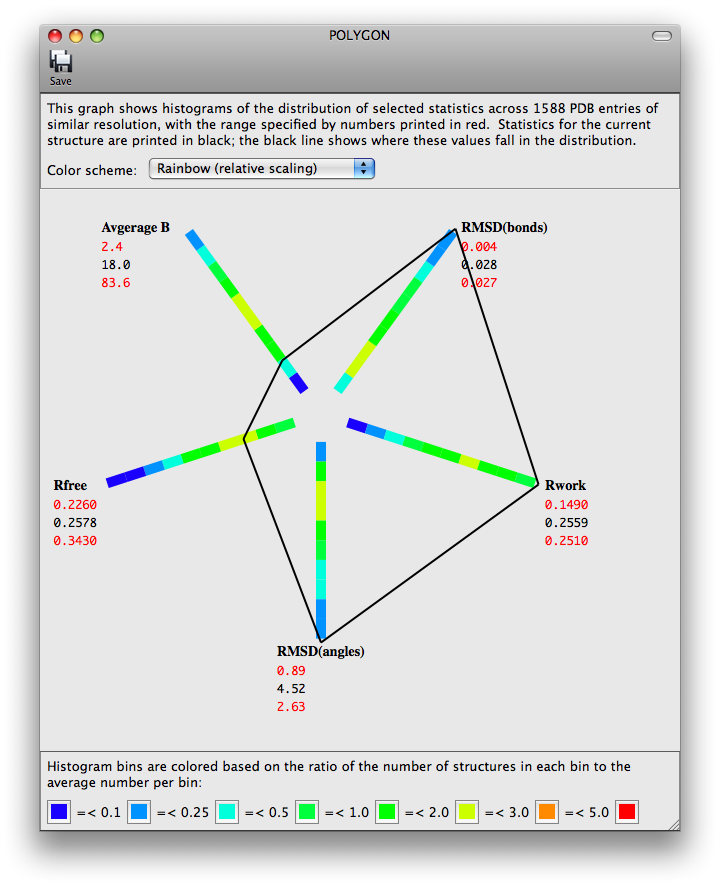 POLYGON
Save
This graph shows histograms of the distribution of selected statistics across 1588 PDB entries of
similar resolution, with the range specified by numbers printed in red.  Statistics for the current
structure are printed in black; the black line shows where these values fall in the distribution.
Color scheme: Rainbow (relative scaling)
Avgerage B
2.4
18.0
83.6
RMSD(bonds)
0.004
0.028
0.027
Rfree
0.2260
0.2578
0.3430
Rwork
0.1490
0.2559
0.2510
RMSD(angles)
0.89
4.52
2.63
Histogram bins are colored based on the ratio of the number of structures in each bin to the
average number per bin:
=< 0.1 =< 0.25 =< 0.5 =< 1.0 =< 2.0 =< 3.0 =< 5.0